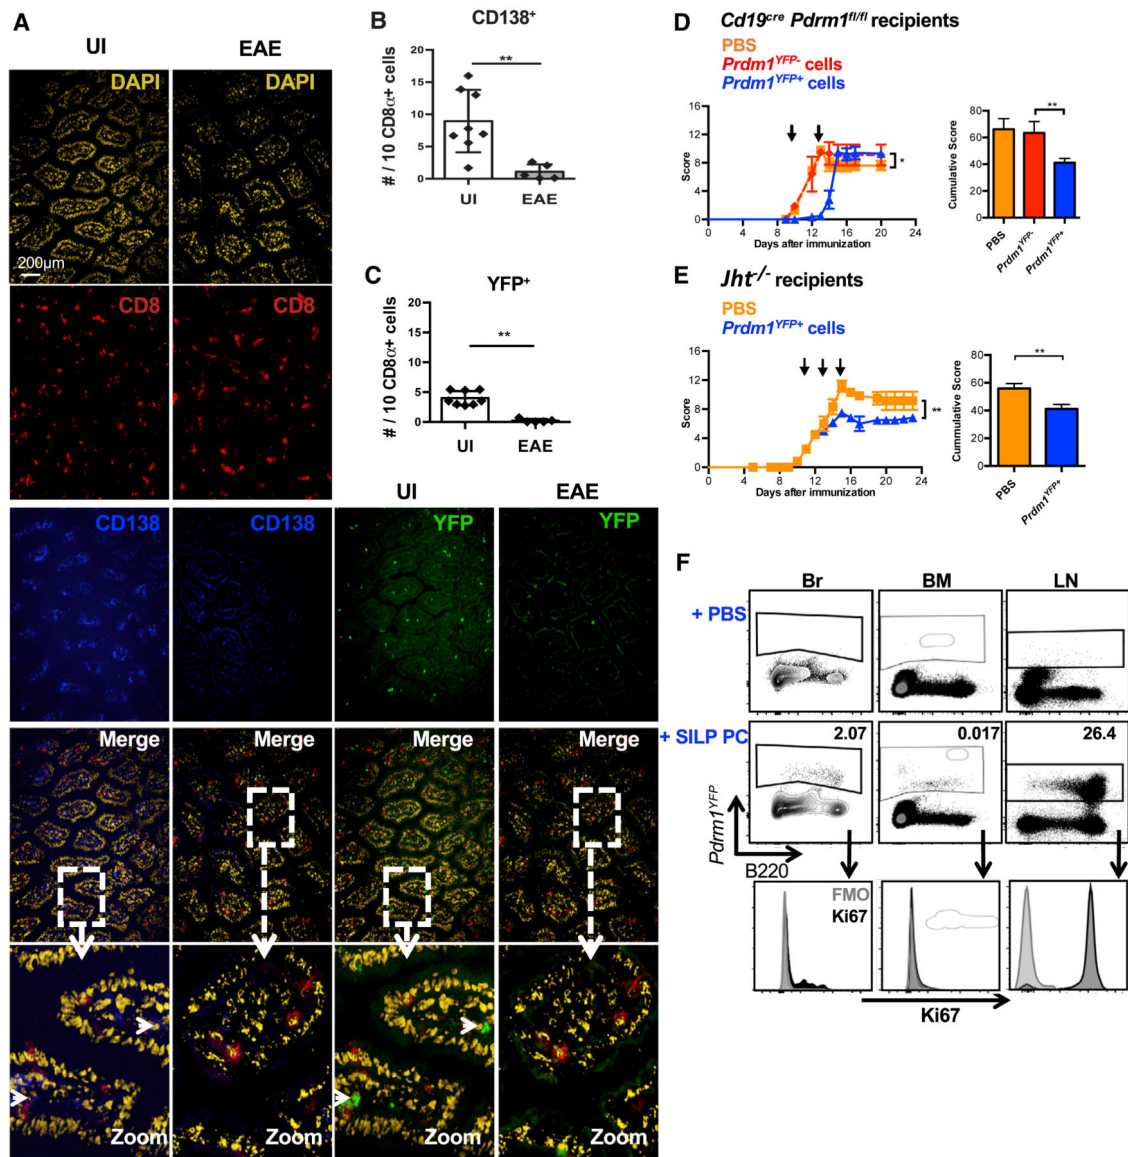 A
UI
EAE
DAPI
DAPI
200μm
CD8
CD8
CD138
CD138
UI
EAE
YFP
YFP
Merge
Merge
Merge
Merge
Zoom
Zoom
Zoom
Zoom
B
CD138+
# / 10 CD8α+ cells
20
15
10
5
0
**
UI
EAE
C
YFP+
# / 10 CD8α+ cells
20
15
10
5
0
**
UI
EAE
D
Cd19cre Pdrm1fl/fl recipients
PBS
Prdm1YFP- cells
Prdm1YFP+ cells
Score
16
12
8
4
0
*
0 4 8 12 16 20 24
Days after immunization
Cumulative Score
80
60
40
20
0
**
PBS
Prdm1YFP-
Prdm1YFP+
E
Jht-/- recipients
PBS
Prdm1YFP+ cells
Score
16
12
8
4
0
**
0 4 8 12 16 20 24
Days after immunization
Cummulative Score
80
60
40
20
0
**
PBS
Prdm1YFP+
F
Br
BM
LN
+ PBS
+ SILP PC
2.07
0.017
26.4
Pdrm1YFP
B220
FMO
Ki67
Ki67